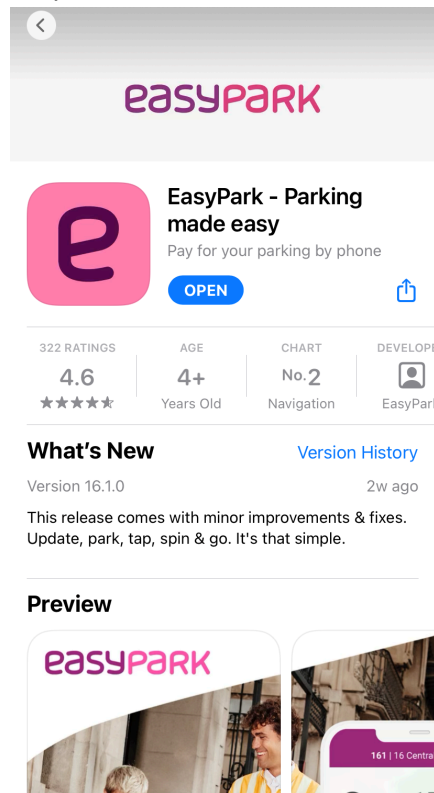 easypark
e
EasyPark - Parking
made easy
Pay for your parking by phone
OPEN
322 RATINGS
4.6
AGE
4+
Years Old
CHART
No.2
Navigation
DEVELOPE
EasyPar
What's New
Version History
Version 16.1.0
2w ago
This release comes with minor improvements & fixes.
Update, park, tap, spin & go. It's that simple.
Preview
easypark
161 | 16 Centra